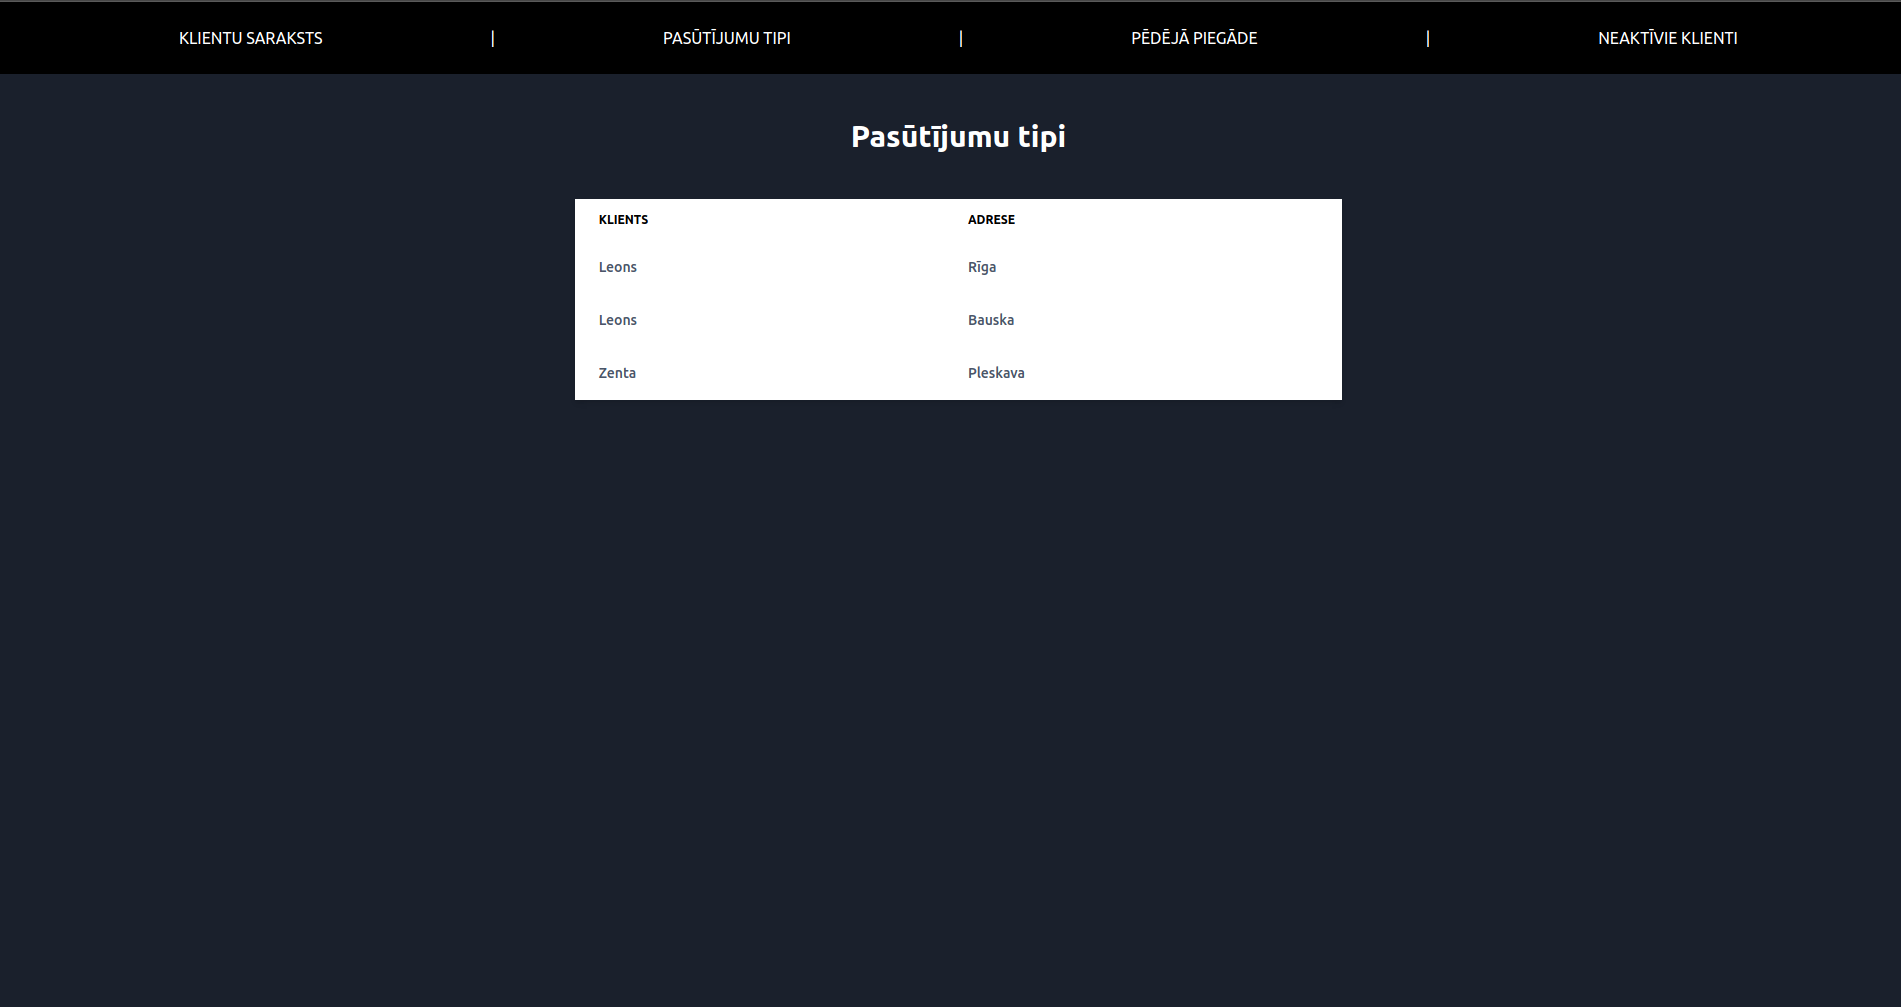 KLIENTU SARAKSTS | PASŪTĪJUMU TIPI | PĒDĒJĀ PIEGĀDE | NEAKTĪVIE KLIENTI
Pasūtījumu tipi
KLIENTS ADRESE
Leons Rīga
Leons Bauska
Zenta Pleskava